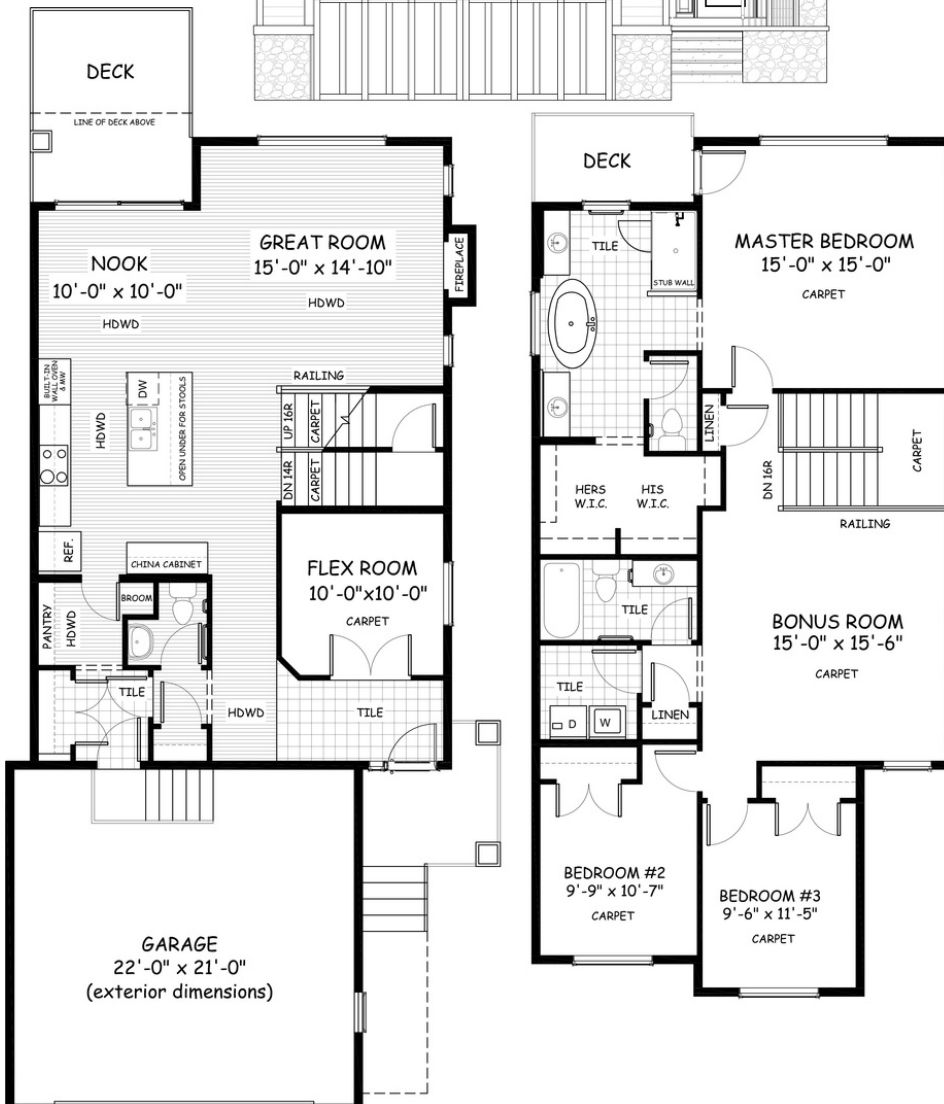 DECK
LINE OF DECK ABOVE
GREAT ROOM
15'-0" x 14'-10"
HDWD
FIREPLACE
NOOK
10'-0" x 10'-0"
HDWD
BUILT-IN
WALL OVEN
& MW
HDWD
DW
OPEN UNDER FOR STOOLS
RAILING
UP 16R
CARPET
DN 14R
CARPET
REF.
CHINA CABINET
FLEX ROOM
10'-0"x10'-0"
CARPET
PANTRY
HDWD
BROOM
TILE
HDWD
TILE
GARAGE
22'-0" x 21'-0"
(exterior dimensions)
DECK
TILE
STUB WALL
MASTER BEDROOM
15'-0" x 15'-0"
CARPET
LINEN
DN 16R
CARPET
RAILING
HERS
W.I.C.
HIS
W.I.C.
TILE
BONUS ROOM
15'-0" x 15'-6"
CARPET
TILE
D
W
LINEN
BEDROOM #2
9'-9" x 10'-7"
CARPET
BEDROOM #3
9'-6" x 11'-5"
CARPET